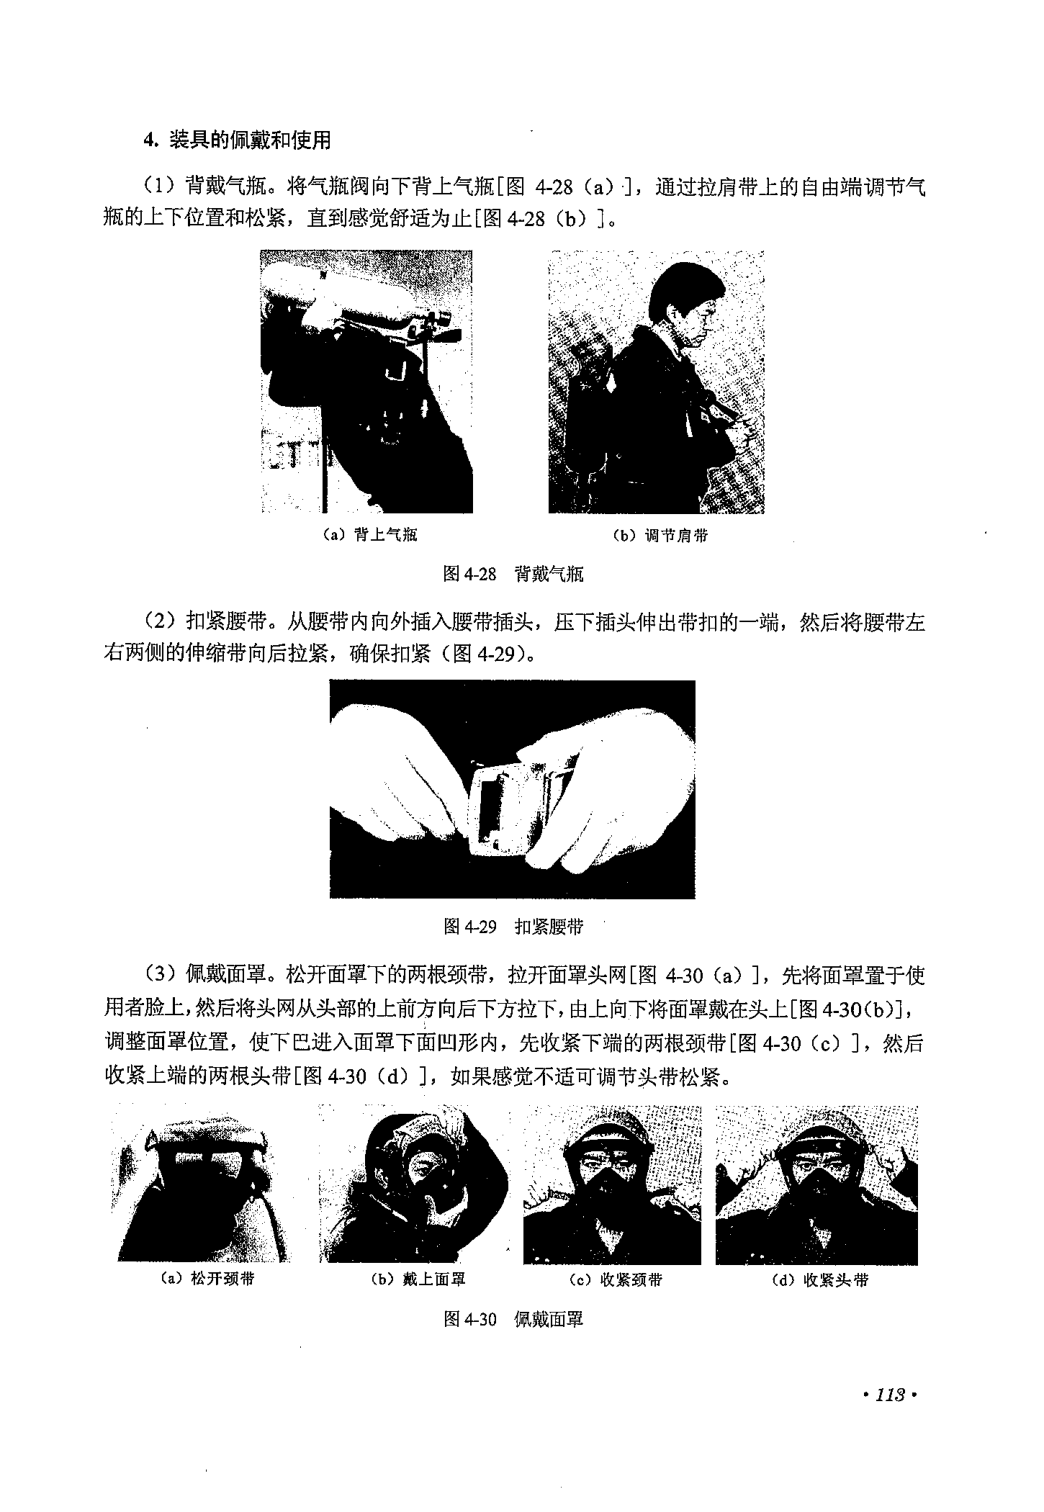 4. 装具的佩戴和使用
（1）背戴气瓶。将气瓶阀向下背上气瓶[图 4-28（a）]，通过拉肩带上的自由端调节气
瓶的上下位置和松紧，直到感觉舒适为止[图 4-28（b）]。
（a）背上气瓶
（b）调节肩带
图 4-28 背戴气瓶
（2）扣紧腰带。从腰带内向外插入腰带插头，压下插头伸出带扣的一端，然后将腰带左
右两侧的伸缩带向后拉紧，确保扣紧（图 4-29）。
图 4-29 扣紧腰带
（3）佩戴面罩。松开面罩下的两根颈带，拉开面罩头网[图 4-30（a）]，先将面罩置于使
用者脸上，然后将头网从头部的上前方向后下方拉下，由上向下将面罩戴在头上[图 4-30(b)]，
调整面罩位置，使下巴进入面罩下面凹形内，先收紧下端的两根颈带[图 4-30（c）]，然后
收紧上端的两根头带[图 4-30（d）]，如果感觉不适可调节头带松紧。
（a）松开颈带
（b）戴上面罩
（c）收紧颈带
（d）收紧头带
图 4-30 佩戴面罩
·113·